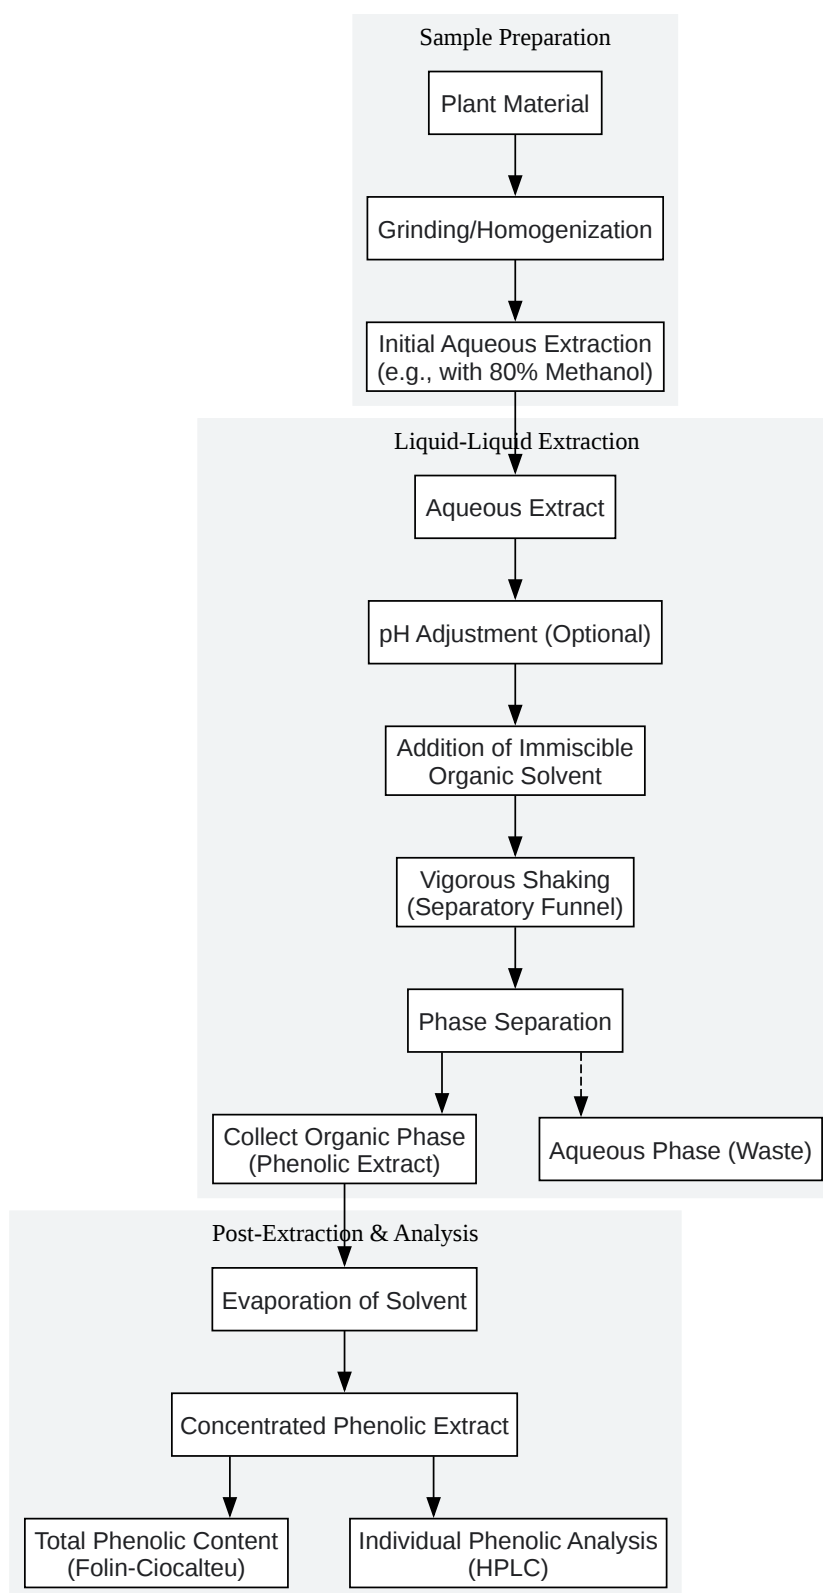 Sample Preparation
Plant Material
Grinding/Homogenization
Initial Aqueous Extraction
(e.g., with 80% Methanol)
Liquid-Liquid Extraction
Aqueous Extract
pH Adjustment (Optional)
Addition of Immiscible
Organic Solvent
Vigorous Shaking
(Separatory Funnel)
Phase Separation
Collect Organic Phase
(Phenolic Extract)
Aqueous Phase (Waste)
Post-Extraction & Analysis
Evaporation of Solvent
Concentrated Phenolic Extract
Total Phenolic Content
(Folin-Ciocalteu)
Individual Phenolic Analysis
(HPLC)